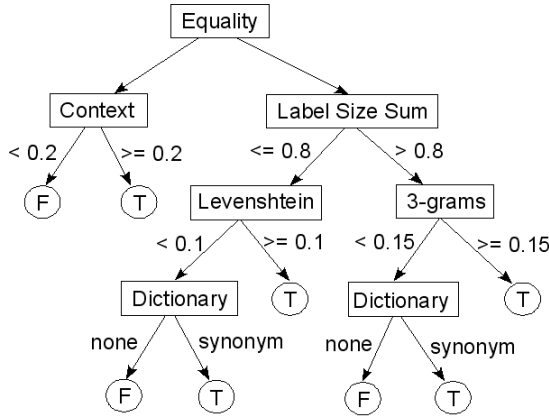 Equality
Context
Label Size Sum
< 0.2
>= 0.2
<= 0.8
> 0.8
F
T
Levenshtein
3-grams
< 0.1
>= 0.1
< 0.15
>= 0.15
Dictionary
T
Dictionary
T
none
synonym
none
synonym
F
T
F
T